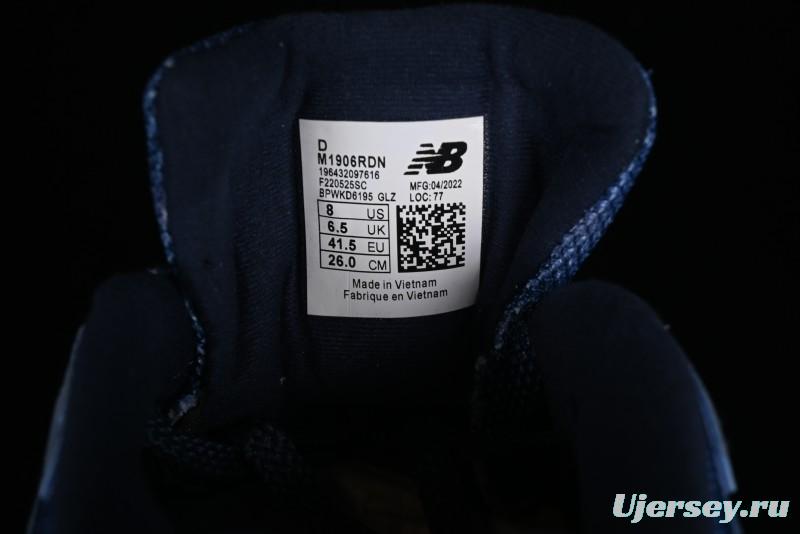 D
M1906RDN
196432097616
F220525SC
BPWKD6195 GLZ
NB
MFG:04/2022
LOC: 77
8 US
6.5 UK
41.5 EU
26.0 CM
Made in Vietnam
Fabrique en Vietnam
Ujersey.ru